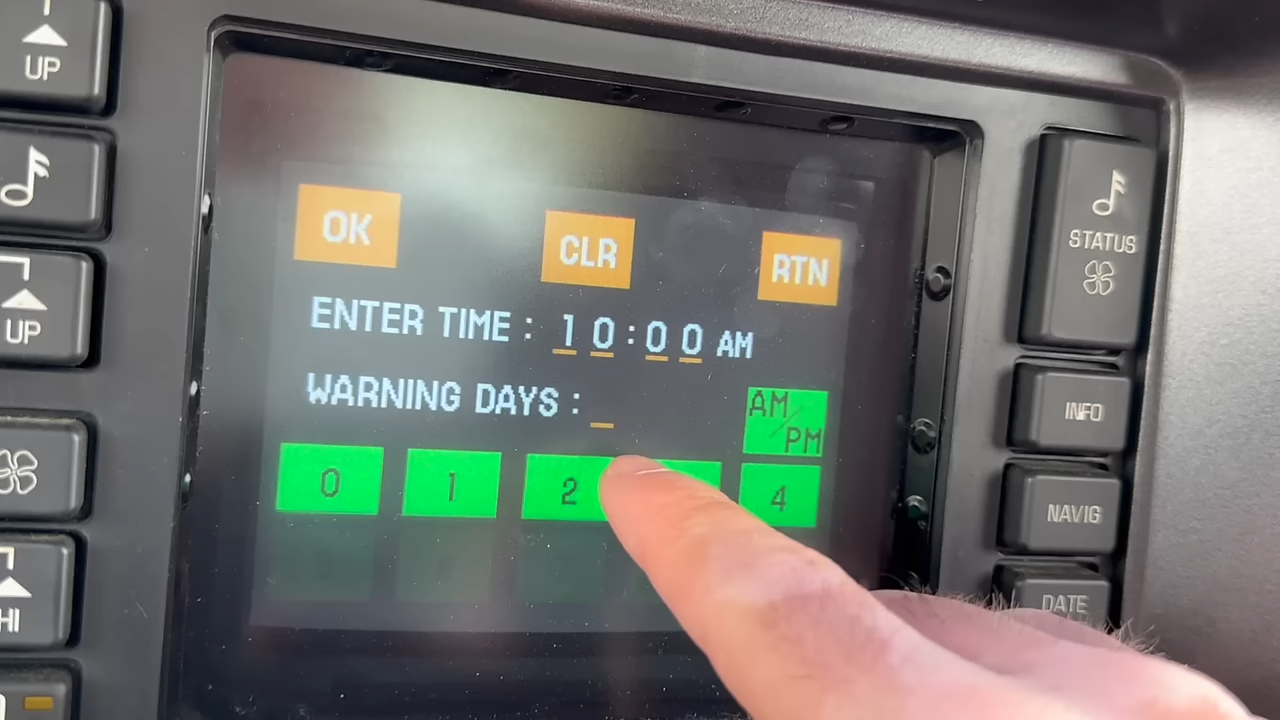 UP
UP
HI
OK
CLR
RTN
ENTER TIME : 10:00 AM
WARNING DAYS : _
AM/PM
0
1
2
4
STATUS
INFO
NAVIG
DATE